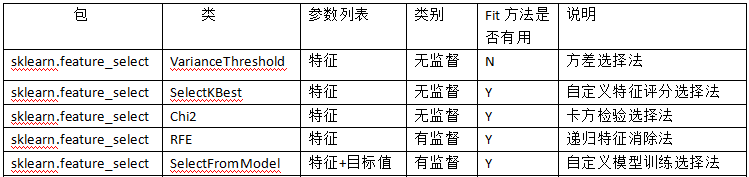 包 类 参数列表 类别 Fit 方法是否有用 说明
sklearn.feature_select VarianceThreshold 特征 无监督 N 方差选择法
sklearn.feature_select SelectKBest 特征 无监督 Y 自定义特征评分选择法
sklearn.feature_select Chi2 特征 无监督 Y 卡方检验选择法
sklearn.feature_select RFE 特征 有监督 Y 递归特征消除法
sklearn.feature_select SelectFromModel 特征+目标值 有监督 Y 自定义模型训练选择法